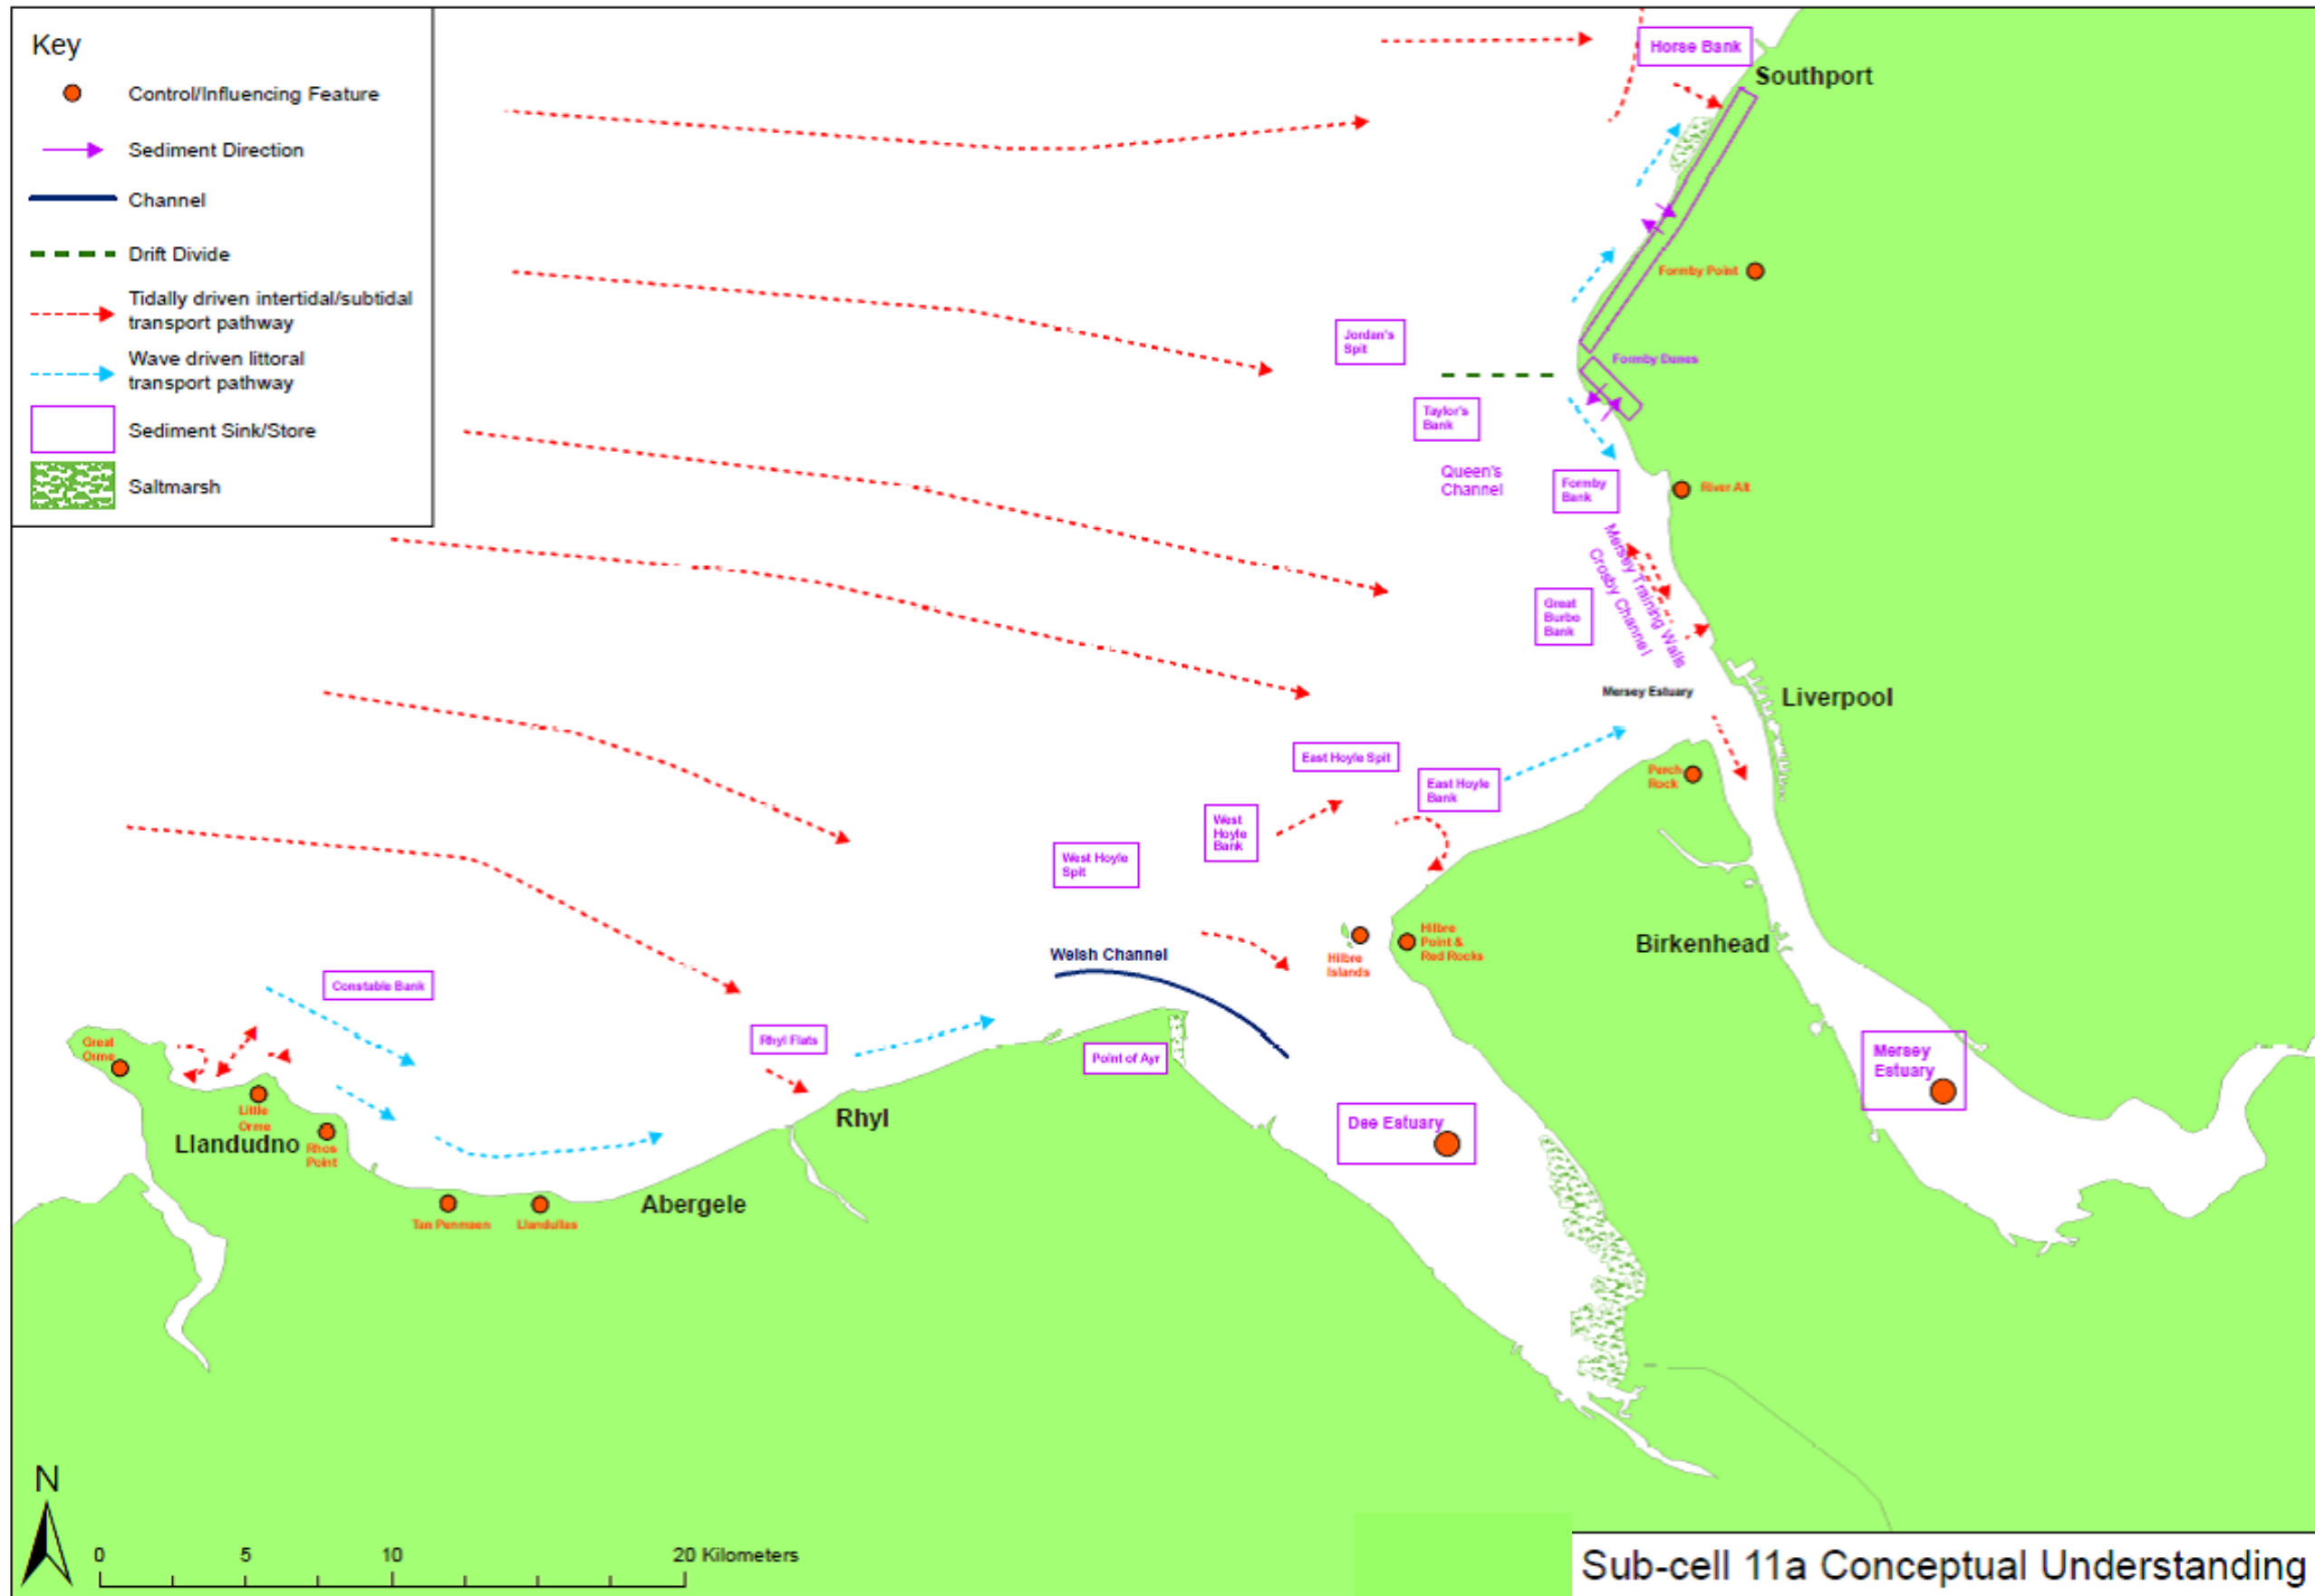 Key
Control/Influencing Feature
Sediment Direction
Channel
Drift Divide
Tidally driven intertidal/subtidal
transport pathway
Wave driven littoral
transport pathway
Sediment Sink/Store
Saltmarsh
Horse Bank
Southport
Formby Point
Jordan's
Spit
Formby Dunes
Taylor's
Bank
Queen's
Channel
Formby
Bank
River Alt
Mersey Training Walls
Crosby Channel
Great
Burbo
Bank
Mersey Estuary
Liverpool
East Hoyle Spit
East Hoyle
Bank
Perch
Rock
West
Hoyle
Bank
West Hoyle
Spit
Welsh Channel
Hilbre
Islands
Hilbre
Point &
Red Rocks
Birkenhead
Constable Bank
Great
Orme
Rhyl Flats
Point of Ayr
Mersey
Estuary
Little
Orme
Llandudno
Rhos
Point
Rhyl
Dee Estuary
Abergele
Tan Penmaen
Llandullas
N
0 5 10 20 Kilometers
Sub-cell 11a Conceptual Understanding